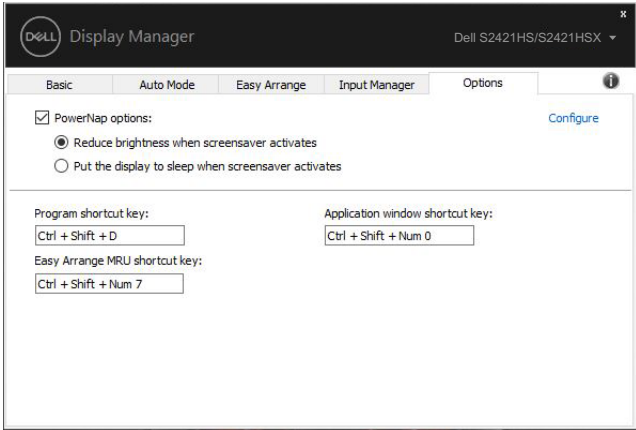 x
DELL Display Manager
Dell S2421HS/S2421HSX
Basic Auto Mode Easy Arrange Input Manager Options i
PowerNap options: Configure
Reduce brightness when screensaver activates
Put the display to sleep when screensaver activates
Program shortcut key: Application window shortcut key:
Ctrl + Shift + D Ctrl + Shift + Num 0
Easy Arrange MRU shortcut key:
Ctrl + Shift + Num 7